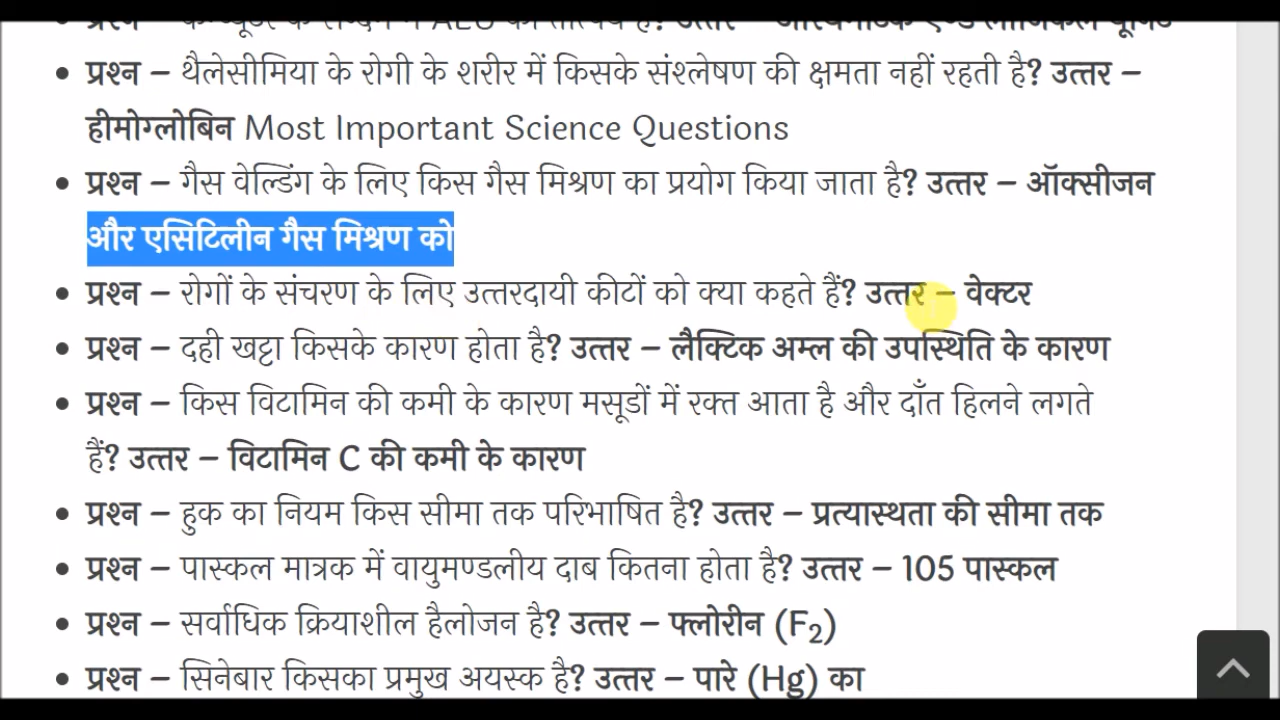 प्रश्न – थैलेसीमिया के रोगी के शरीर में किसके संश्लेषण की क्षमता नहीं रहती है? उत्तर –
हीमोग्लोबिन Most Important Science Questions
प्रश्न – गैस वेल्डिंग के लिए किस गैस मिश्रण का प्रयोग किया जाता है? उत्तर – ऑक्सीजन
और एसिटिलीन गैस मिश्रण को
प्रश्न – रोगों के संचरण के लिए उत्तरदायी कीटों को क्या कहते हैं? उत्तर – वेक्टर
प्रश्न – दही खट्टा किसके कारण होता है? उत्तर – लैक्टिक अम्ल की उपस्थिति के कारण
प्रश्न – किस विटामिन की कमी के कारण मसूडों में रक्त आता है और दाँत हिलने लगते
हैं? उत्तर – विटामिन C की कमी के कारण
प्रश्न – हुक का नियम किस सीमा तक परिभाषित है? उत्तर – प्रत्यास्थता की सीमा तक
प्रश्न – पास्कल मात्रक में वायुमण्डलीय दाब कितना होता है? उत्तर – 105 पास्कल
प्रश्न – सर्वाधिक क्रियाशील हैलोजन है? उत्तर – फ्लोरीन (F₂)
प्रश्न – सिनेबार किसका प्रमुख अयस्क है? उत्तर – पारे (Hg) का